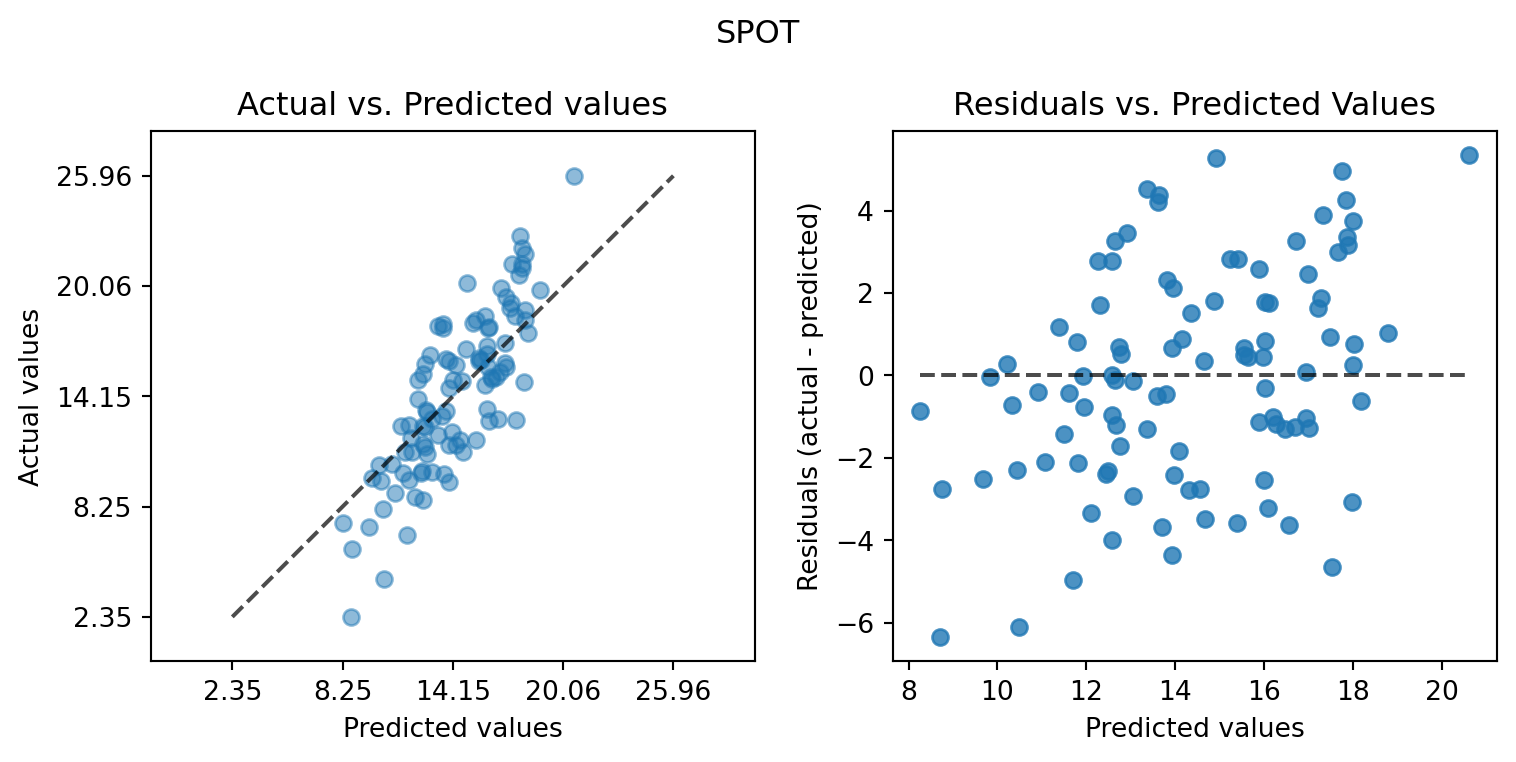 SPOT
Actual vs. Predicted values
Actual values
25.96
20.06
14.15
8.25
2.35
2.35 8.25 14.15 20.06 25.96
Predicted values
Residuals vs. Predicted Values
Residuals (actual - predicted)
4
2
0
−2
−4
−6
8 10 12 14 16 18 20
Predicted values